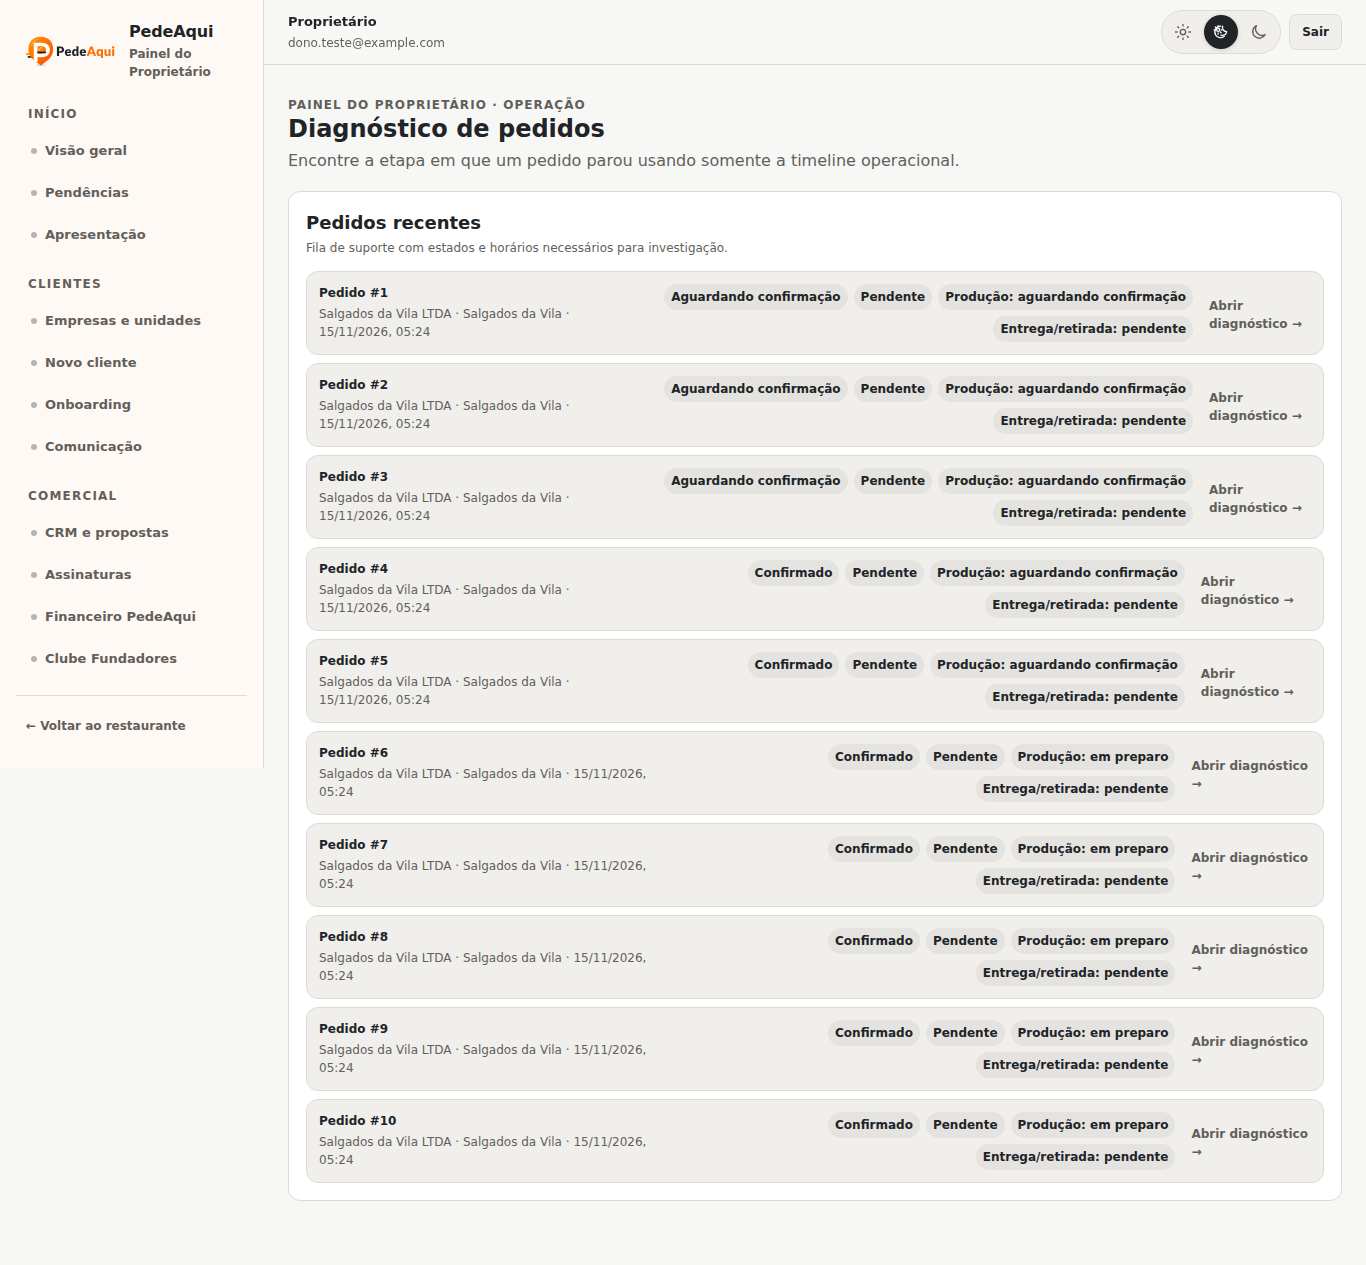 PedeAqui
PedeAqui
Painel do
Proprietário
INÍCIO
Visão geral
Pendências
Apresentação
CLIENTES
Empresas e unidades
Novo cliente
Onboarding
Comunicação
COMERCIAL
CRM e propostas
Assinaturas
Financeiro PedeAqui
Clube Fundadores
← Voltar ao restaurante
Proprietário
dono.teste@example.com
Sair
PAINEL DO PROPRIETÁRIO · OPERAÇÃO
Diagnóstico de pedidos
Encontre a etapa em que um pedido parou usando somente a timeline operacional.
Pedidos recentes
Fila de suporte com estados e horários necessários para investigação.
Pedido #1
Salgados da Vila LTDA · Salgados da Vila ·
15/11/2026, 05:24
Aguardando confirmação Pendente Produção: aguardando confirmação
Entrega/retirada: pendente
Abrir
diagnóstico →
Pedido #2
Salgados da Vila LTDA · Salgados da Vila ·
15/11/2026, 05:24
Aguardando confirmação Pendente Produção: aguardando confirmação
Entrega/retirada: pendente
Abrir
diagnóstico →
Pedido #3
Salgados da Vila LTDA · Salgados da Vila ·
15/11/2026, 05:24
Aguardando confirmação Pendente Produção: aguardando confirmação
Entrega/retirada: pendente
Abrir
diagnóstico →
Pedido #4
Salgados da Vila LTDA · Salgados da Vila ·
15/11/2026, 05:24
Confirmado Pendente Produção: aguardando confirmação
Entrega/retirada: pendente
Abrir
diagnóstico →
Pedido #5
Salgados da Vila LTDA · Salgados da Vila ·
15/11/2026, 05:24
Confirmado Pendente Produção: aguardando confirmação
Entrega/retirada: pendente
Abrir
diagnóstico →
Pedido #6
Salgados da Vila LTDA · Salgados da Vila · 15/11/2026,
05:24
Confirmado Pendente Produção: em preparo
Entrega/retirada: pendente
Abrir diagnóstico
→
Pedido #7
Salgados da Vila LTDA · Salgados da Vila · 15/11/2026,
05:24
Confirmado Pendente Produção: em preparo
Entrega/retirada: pendente
Abrir diagnóstico
→
Pedido #8
Salgados da Vila LTDA · Salgados da Vila · 15/11/2026,
05:24
Confirmado Pendente Produção: em preparo
Entrega/retirada: pendente
Abrir diagnóstico
→
Pedido #9
Salgados da Vila LTDA · Salgados da Vila · 15/11/2026,
05:24
Confirmado Pendente Produção: em preparo
Entrega/retirada: pendente
Abrir diagnóstico
→
Pedido #10
Salgados da Vila LTDA · Salgados da Vila · 15/11/2026,
05:24
Confirmado Pendente Produção: em preparo
Entrega/retirada: pendente
Abrir diagnóstico
→